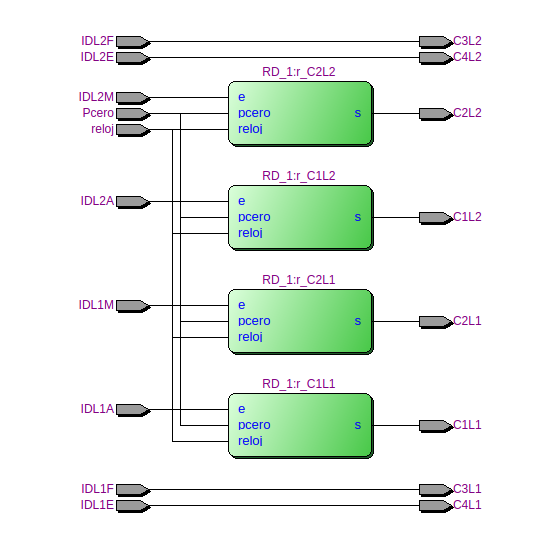 IDL2F C3L2
IDL2E C4L2
RD_1:r_C2L2
IDL2M e
Pcero pcero s C2L2
reloj reloj
RD_1:r_C1L2
IDL2A e
pcero s C1L2
reloj
RD_1:r_C2L1
IDL1M e
pcero s C2L1
reloj
RD_1:r_C1L1
IDL1A e
pcero s C1L1
reloj
IDL1F C3L1
IDL1E C4L1